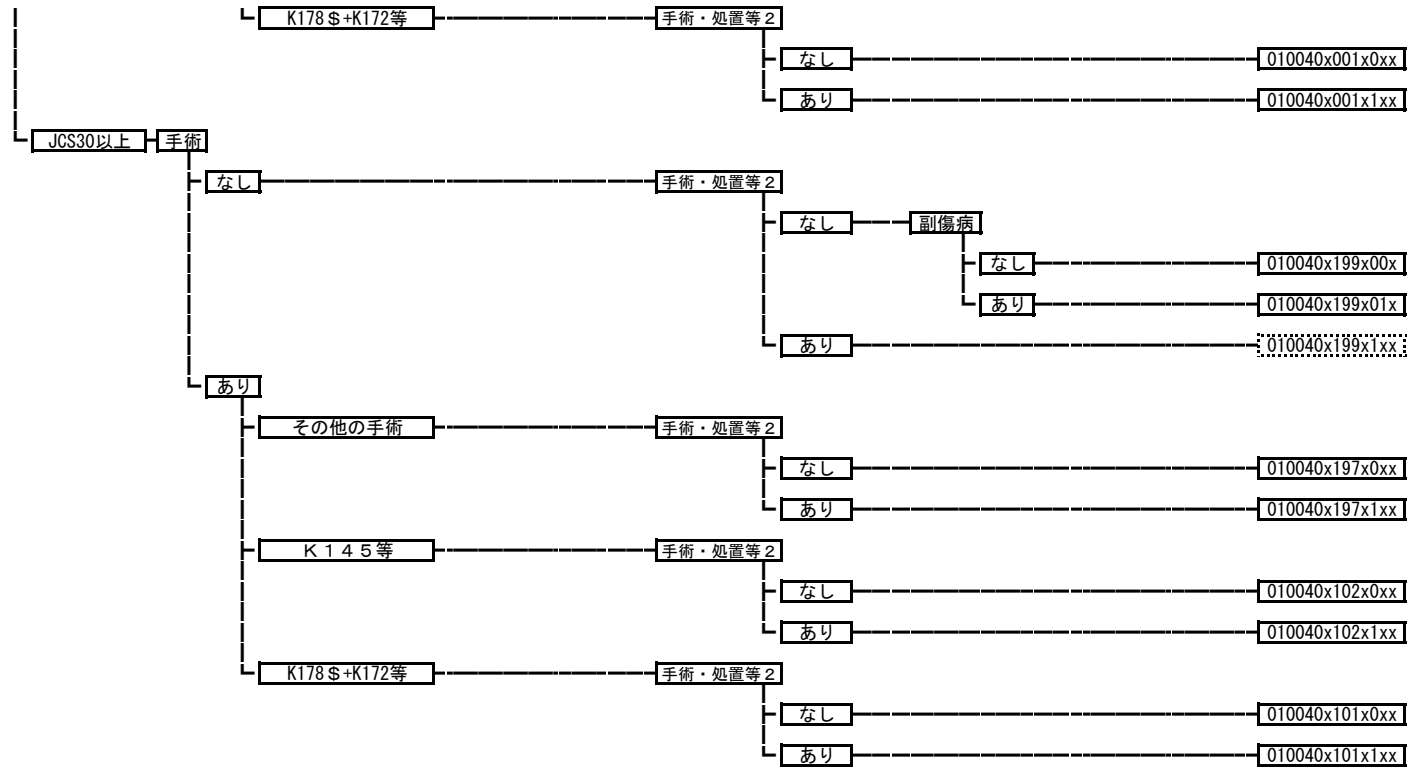 K178＄+K172等 手術・処置等２
なし 010040x001x0xx
あり 010040x001x1xx
JCS30以上 手術
なし 手術・処置等２
なし 副傷病
なし 010040x199x00x
あり 010040x199x01x
あり 010040x199x1xx
あり
その他の手術 手術・処置等２
なし 010040x197x0xx
あり 010040x197x1xx
Ｋ１４５等 手術・処置等２
なし 010040x102x0xx
あり 010040x102x1xx
K178＄+K172等 手術・処置等２
なし 010040x101x0xx
あり 010040x101x1xx